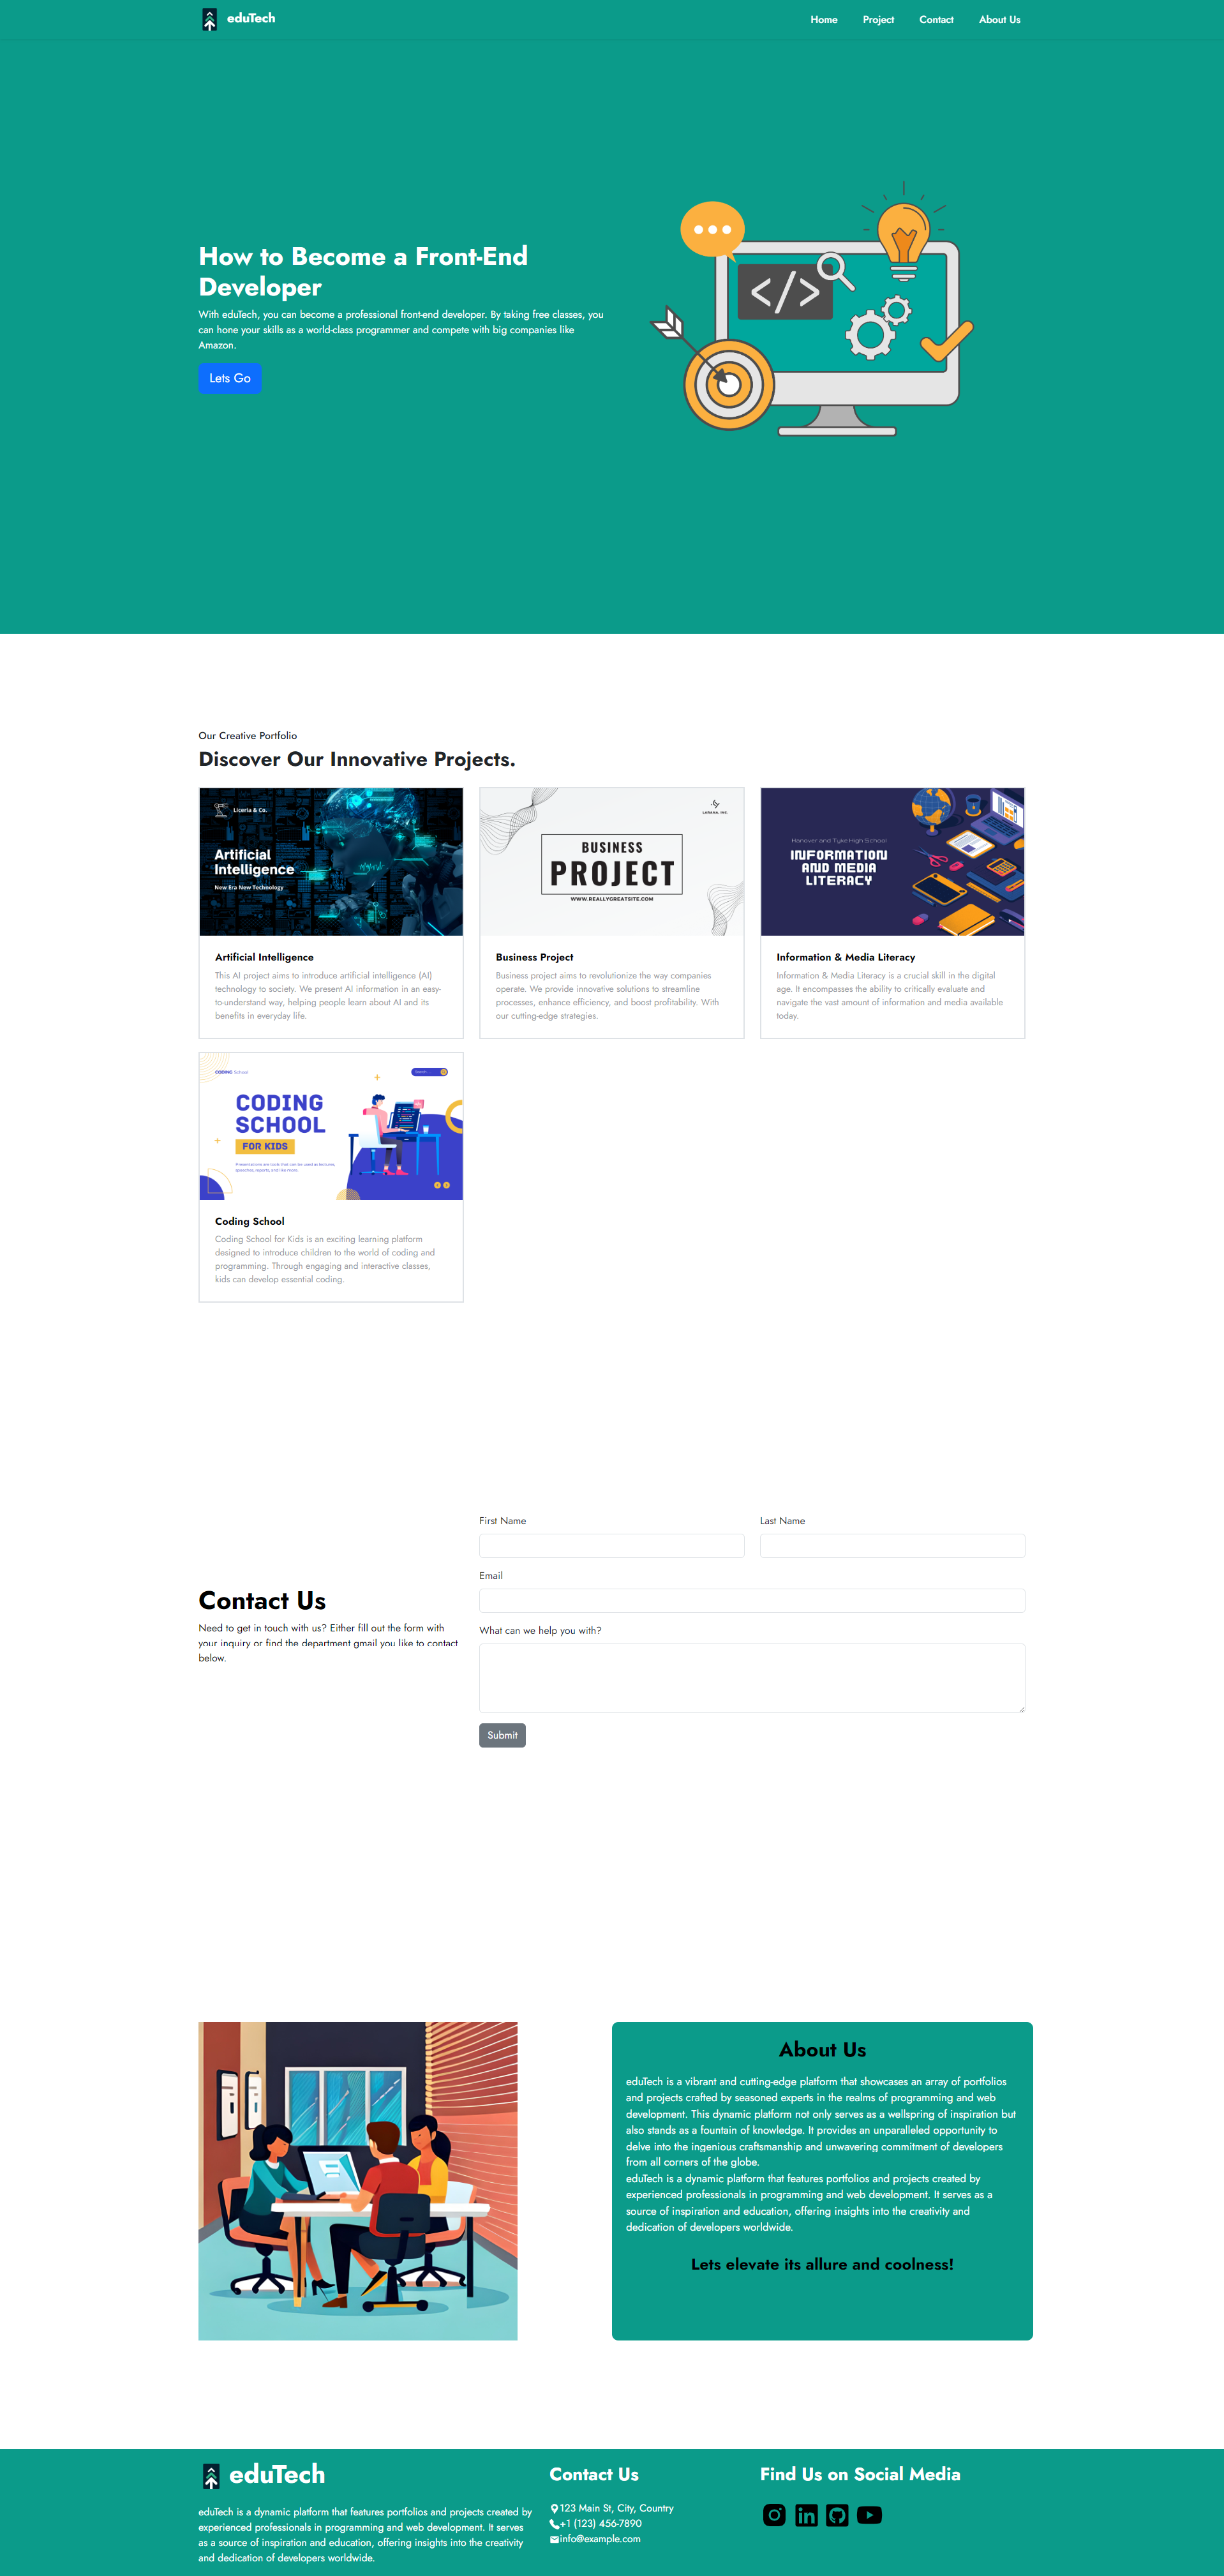 eduTech
Home Project Contact About Us
How to Become a Front-End
Developer
With eduTech, you can become a professional front-end developer. By taking free classes, you
can hone your skills as a world-class programmer and compete with big companies like
Amazon.
Lets Go
</>
Our Creative Portfolio
Discover Our Innovative Projects.
Liceria & Co.
Artificial
Intelligence
New Era New Technology
Artificial Intelligence
This AI project aims to introduce artificial intelligence (AI)
technology to society. We present AI information in an easy-
to-understand way, helping people learn about AI and its
benefits in everyday life.
LARANA, INC.
BUSINESS
PROJECT
WWW.REALLYGREATSITE.COM
Business Project
Business project aims to revolutionize the way companies
operate. We provide innovative solutions to streamline
processes, enhance efficiency, and boost profitability. With
our cutting-edge strategies.
Hanover and Tyke High School
INFORMATION
AND MEDIA
LITERACY
Information & Media Literacy
Information & Media Literacy is a crucial skill in the digital
age. It encompasses the ability to critically evaluate and
navigate the vast amount of information and media available
today.
CODING School
CODING
SCHOOL
FOR KIDS
Presentations are tools that can be used as lectures,
speeches, reports, and like more.
Coding School
Coding School for Kids is an exciting learning platform
designed to introduce children to the world of coding and
programming. Through engaging and interactive classes,
kids can develop essential coding.
Contact Us
Need to get in touch with us? Either fill out the form with
your inquiry or find the department gmail you like to contact
below.
First Name
Last Name
Email
What can we help you with?
Submit
About Us
eduTech is a vibrant and cutting-edge platform that showcases an array of portfolios
and projects crafted by seasoned experts in the realms of programming and web
development. This dynamic platform not only serves as a wellspring of inspiration but
also stands as a fountain of knowledge. It provides an unparalleled opportunity to
delve into the ingenious craftsmanship and unwavering commitment of developers
from all corners of the globe.
eduTech is a dynamic platform that features portfolios and projects created by
experienced professionals in programming and web development. It serves as a
source of inspiration and education, offering insights into the creativity and
dedication of developers worldwide.
Lets elevate its allure and coolness!
eduTech
eduTech is a dynamic platform that features portfolios and projects created by
experienced professionals in programming and web development. It serves
as a source of inspiration and education, offering insights into the creativity
and dedication of developers worldwide.
Contact Us
123 Main St, City, Country
+1 (123) 456-7890
info@example.com
Find Us on Social Media
in